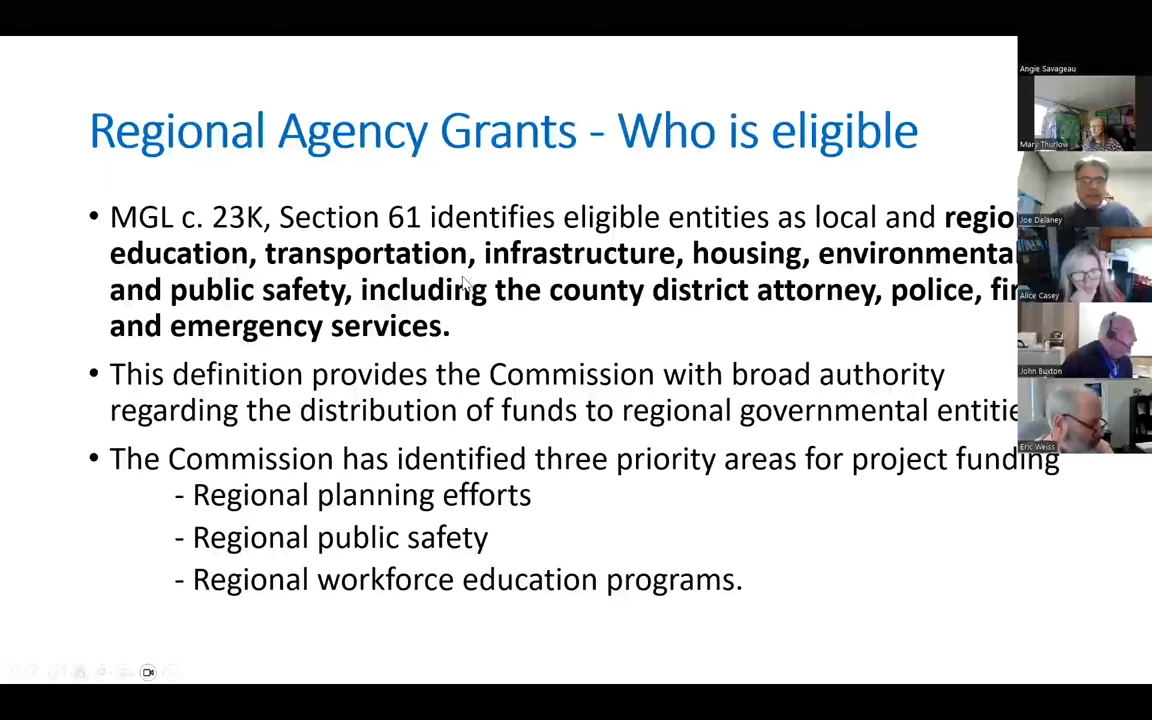 Regional Agency Grants - Who is eligible
• MGL c. 23K, Section 61 identifies eligible entities as local and
education, transportation, infrastructure, housing,
and public safety, including the county district attorney, police,
and emergency services.
• This definition provides the Commission with broad authority
regarding the distribution of funds to regional governmental
• The Commission has identified three priority areas for project funding
- Regional planning efforts
- Regional public safety
- Regional workforce education programs.
Angie Savageau
Mary Thurlow
Joe Delaney
Alice Casey
John Buxton
Eric Weiss